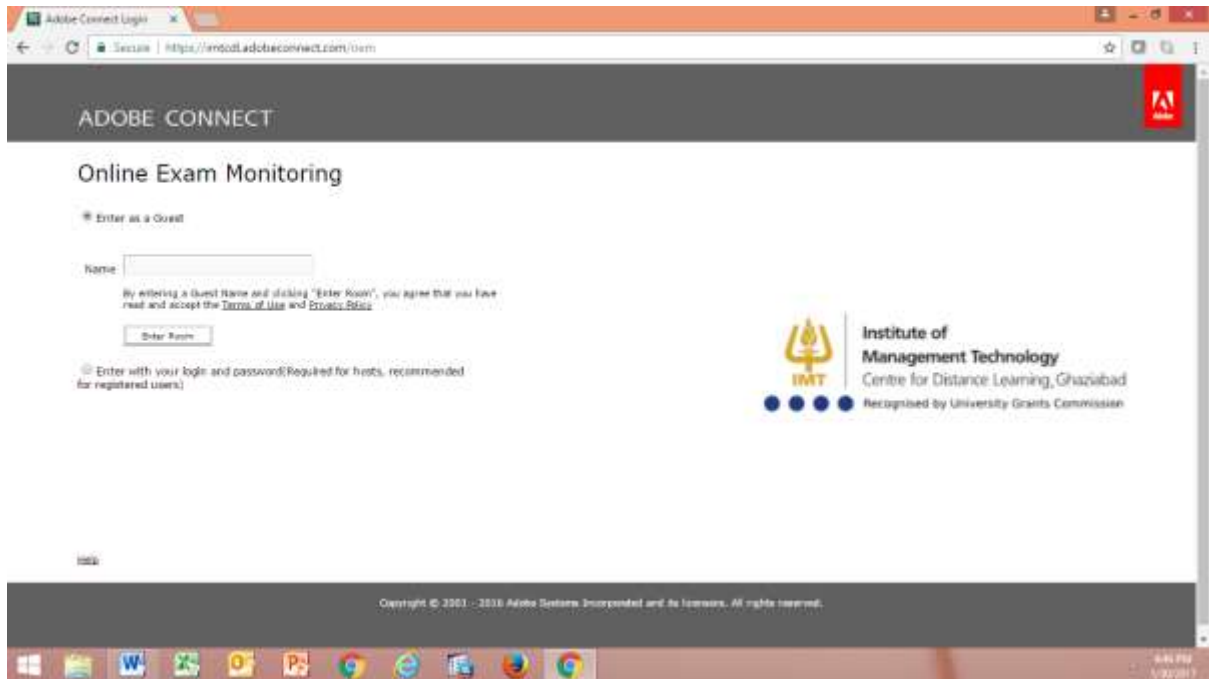 Adobe Connect Login
Secure | https://imtcdl.adobeconnect.com/oem
Adobe
ADOBE CONNECT
Online Exam Monitoring
Enter as a Guest
Name
By entering a Guest Name and clicking "Enter Room", you agree that you have
read and accept the Terms of Use and Privacy Policy
Enter Room
Enter with your login and password(Required for hosts, recommended
for registered users)
IMT
Institute of
Management Technology
Centre for Distance Learning, Ghaziabad
Recognised by University Grants Commission
Help
Copyright © 2001 - 2016 Adobe Systems Incorporated and its licensors. All rights reserved.